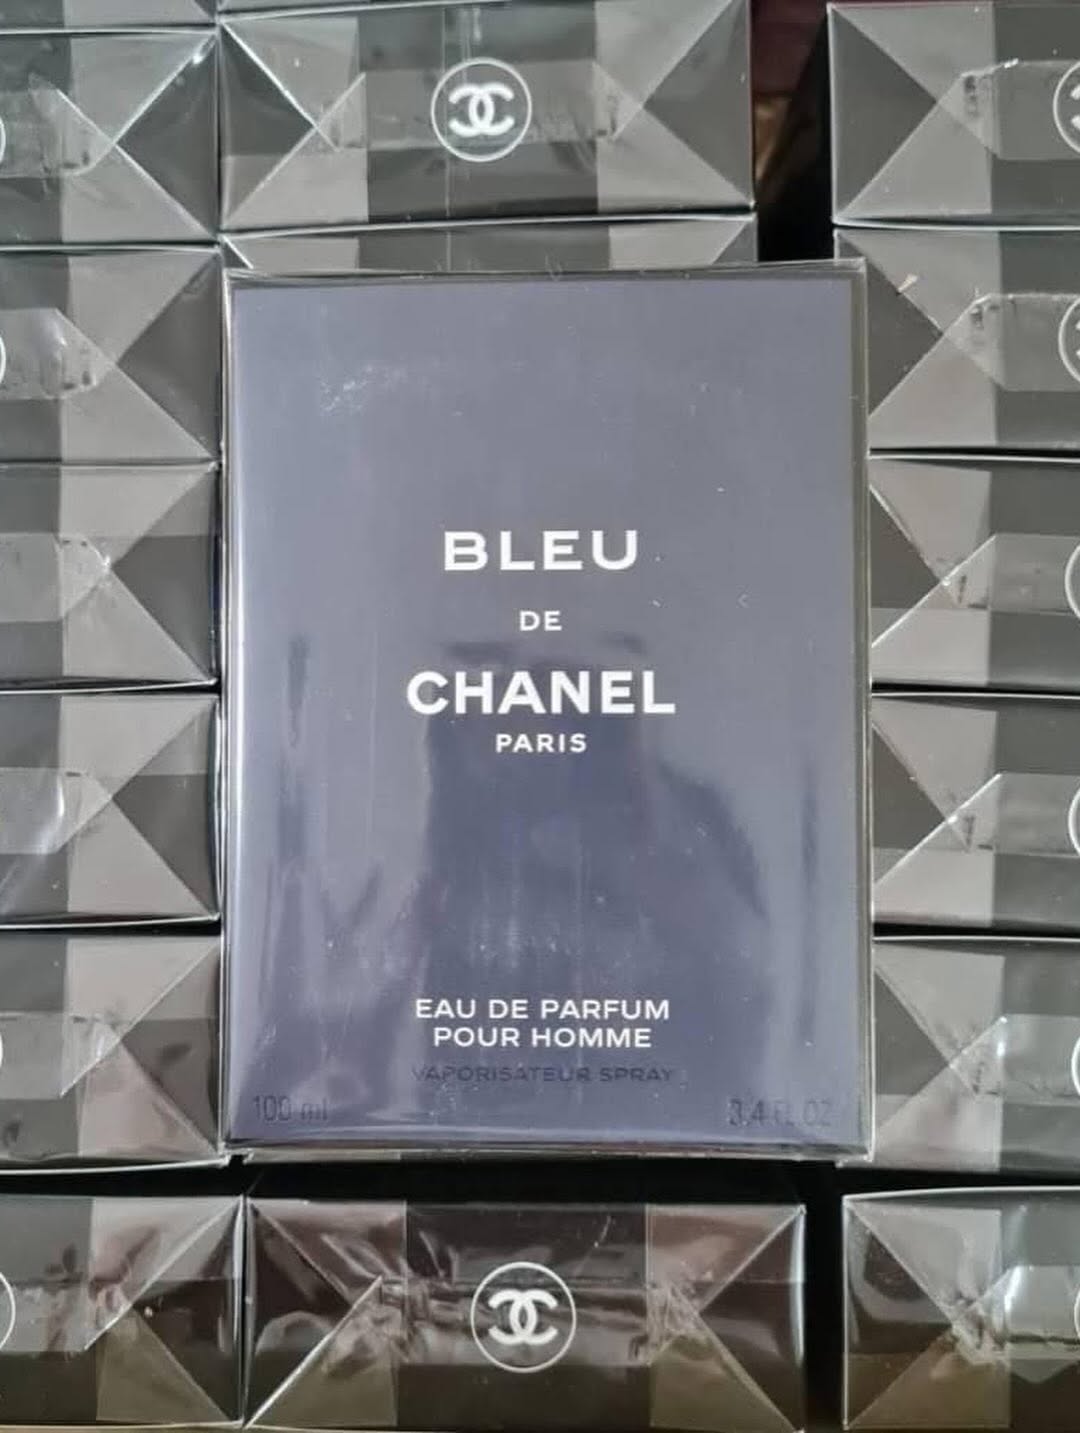 BLEU
DE
CHANEL
PARIS
EAU DE PARFUM
POUR HOMME
VAPORISATEUR SPRAY
100 ml
3.4 FL. OZ